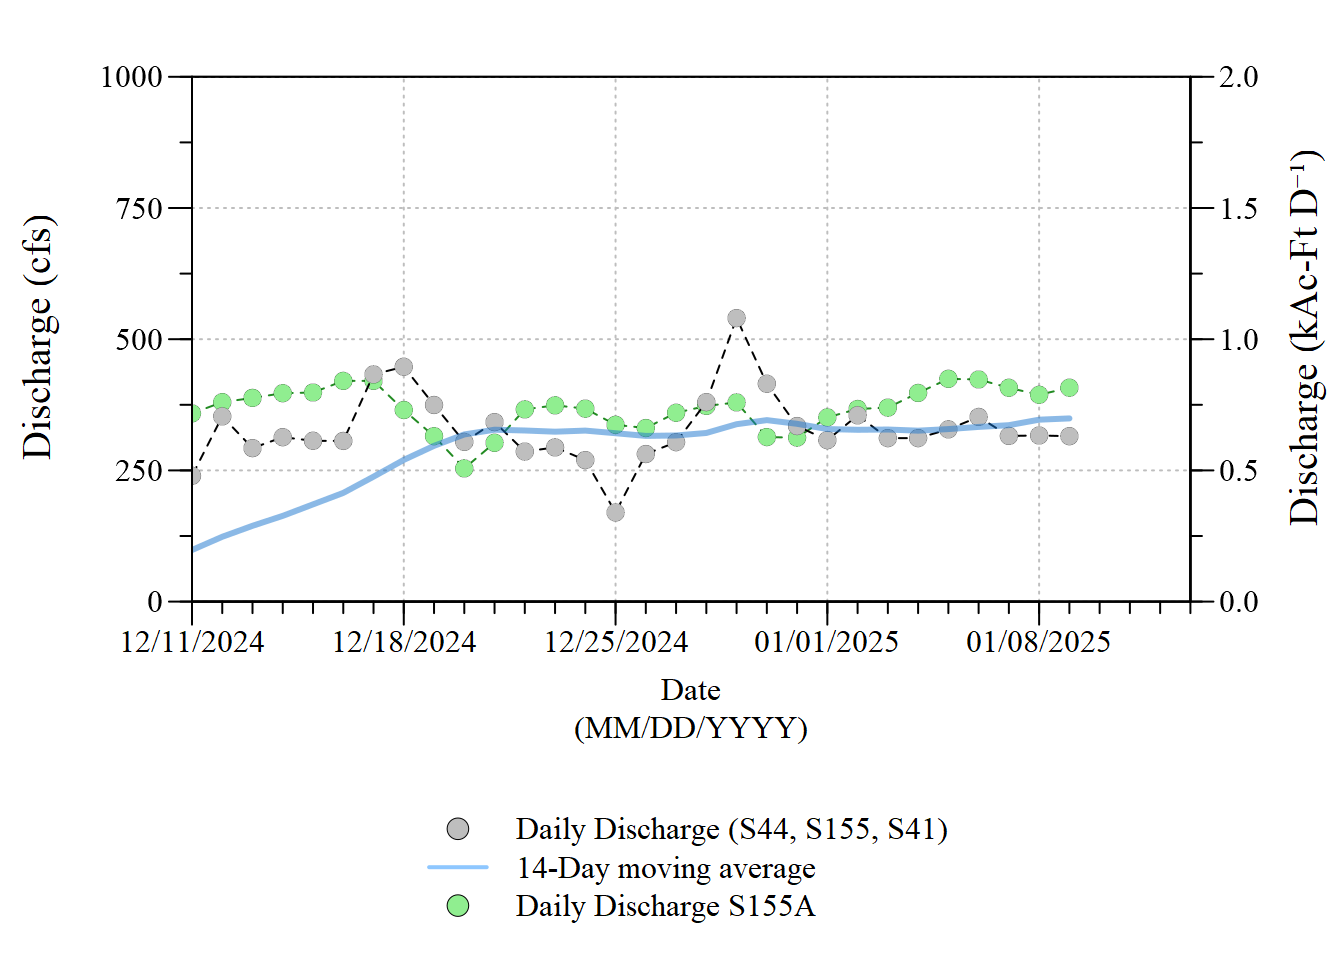 1000
750
500
250
0
Discharge (cfs)
2.0
1.5
1.0
0.5
0.0
Discharge (kAc-Ft D⁻¹)
12/11/2024 12/18/2024 12/25/2024 01/01/2025 01/08/2025
Date
(MM/DD/YYYY)
Daily Discharge (S44, S155, S41)
14-Day moving average
Daily Discharge S155A